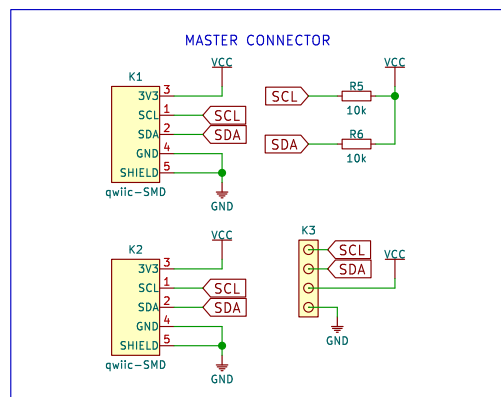 MASTER CONNECTOR
K1
VCC
3V3 3
SCL 1 SCL
SDA 2 SDA
GND 4
SHIELD 5
qwiic-SMD
GND
VCC
SCL R5
10k
SDA R6
10k
K2
VCC
3V3 3
SCL 1 SCL
SDA 2 SDA
GND 4
SHIELD 5
qwiic-SMD
GND
K3
SCL
SDA
VCC
GND